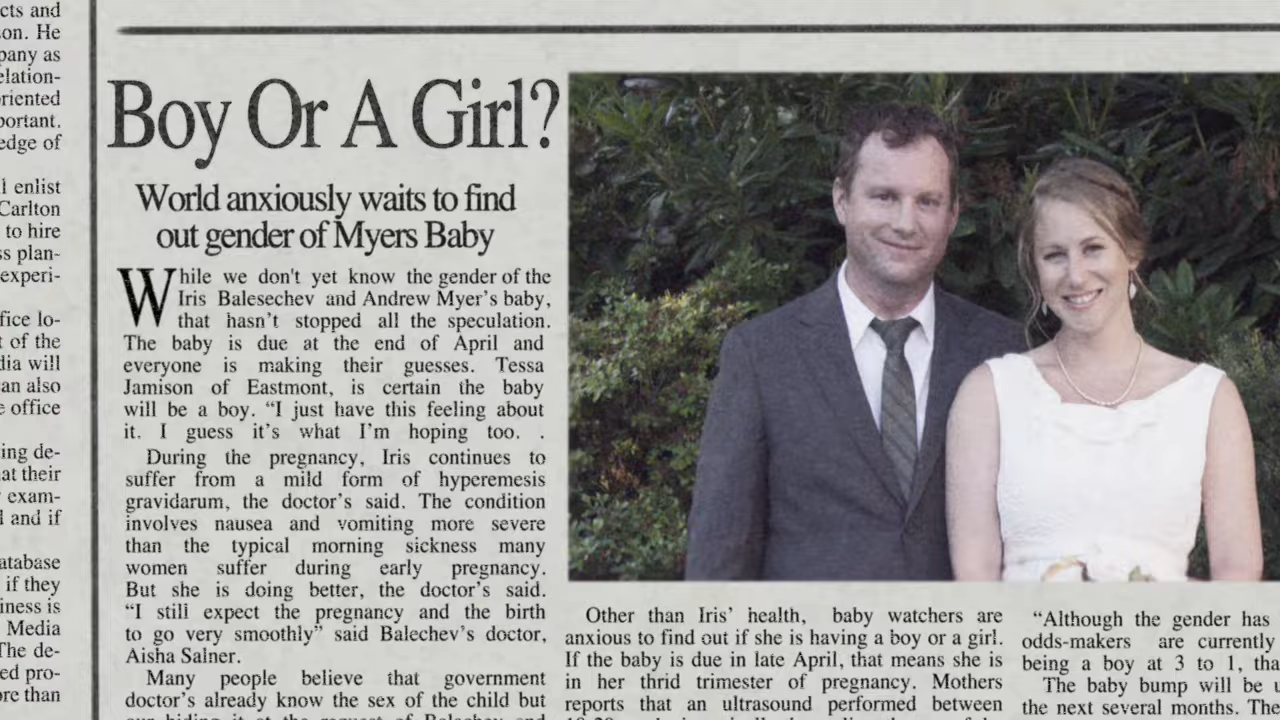 cts and
on. He
pany as
elation-
oriented
portant.
edge of
l enlist
Carlton
to hire
ss plan-
experi-
fice lo-
t of the
dia will
can also
e office
ing de-
at their
exam-
l and if
atabase
if they
iness is
Media
The de-
ed pro-
ore than
Boy Or A Girl?
World anxiously waits to find
out gender of Myers Baby
While we don't yet know the gender of the
Iris Balesechev and Andrew Myer's baby,
that hasn't stopped all the speculation.
The baby is due at the end of April and
everyone is making their guesses. Tessa
Jamison of Eastmont, is certain the baby
will be a boy. “I just have this feeling about
it. I guess it's what I'm hoping too. .
During the pregnancy, Iris continues to
suffer from a mild form of hyperemesis
gravidarum, the doctor's said. The condition
involves nausea and vomiting more severe
than the typical morning sickness many
women suffer during early pregnancy.
But she is doing better, the doctor's said.
“I still expect the pregnancy and the birth
to go very smoothly” said Balechev's doctor,
Aisha Salner.
Many people believe that government
doctor's already know the sex of the child but
our hiding it at the request of Belechev and
Other than Iris' health, baby watchers are
anxious to find out if she is having a boy or a girl.
If the baby is due in late April, that means she is
in her thrid trimester of pregnancy. Mothers
reports that an ultrasound performed between
“Although the gender has
odds-makers are currently
being a boy at 3 to 1, tha
The baby bump will be u
the next several months. The